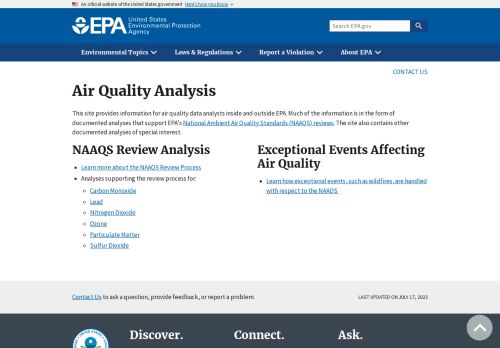 An official website of the United States government Here's how you know
EPA United States
Environmental Protection
Agency
Search EPA.gov
Environmental Topics
Laws & Regulations
Report a Violation
About EPA
CONTACT US
Air Quality Analysis
This site provides information for air quality data analysts inside and outside EPA. Much of the information is in the form of
documented analyses that support EPA's National Ambient Air Quality Standards (NAAQS) reviews. The site also contains other
documented analyses of special interest.
NAAQS Review Analysis
Learn more about the NAAQS Review Process
Analyses supporting the review process for:
Carbon Monoxide
Lead
Nitrogen Dioxide
Ozone
Particulate Matter
Sulfur Dioxide
Exceptional Events Affecting
Air Quality
Learn how exceptional events, such as wildfires, are handled
with respect to the NAAQS.
Contact Us to ask a question, provide feedback, or report a problem.
LAST UPDATED ON JULY 17, 2023
Discover.
Connect.
Ask.